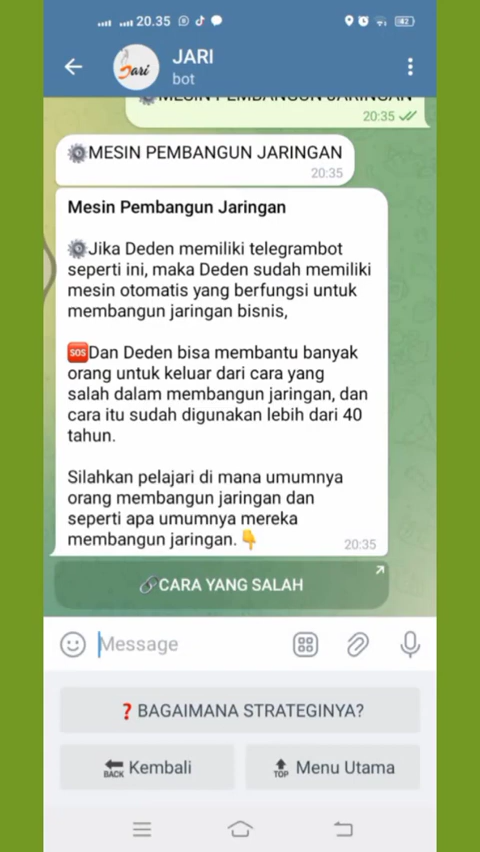 20.35
82
Jari
JARI
bot
MESIN PEMBANGUN JARINGAN
20:35
MESIN PEMBANGUN JARINGAN
20:35
Mesin Pembangun Jaringan
Jika Deden memiliki telegrambot
seperti ini, maka Deden sudah memiliki
mesin otomatis yang berfungsi untuk
membangun jaringan bisnis,
SOS Dan Deden bisa membantu banyak
orang untuk keluar dari cara yang
salah dalam membangun jaringan, dan
cara itu sudah digunakan lebih dari 40
tahun.
Silahkan pelajari di mana umumnya
orang membangun jaringan dan
seperti apa umumnya mereka
membangun jaringan.
20:35
CARA YANG SALAH
Message
❓ BAGAIMANA STRATEGINYA?
BACK Kembali
TOP Menu Utama